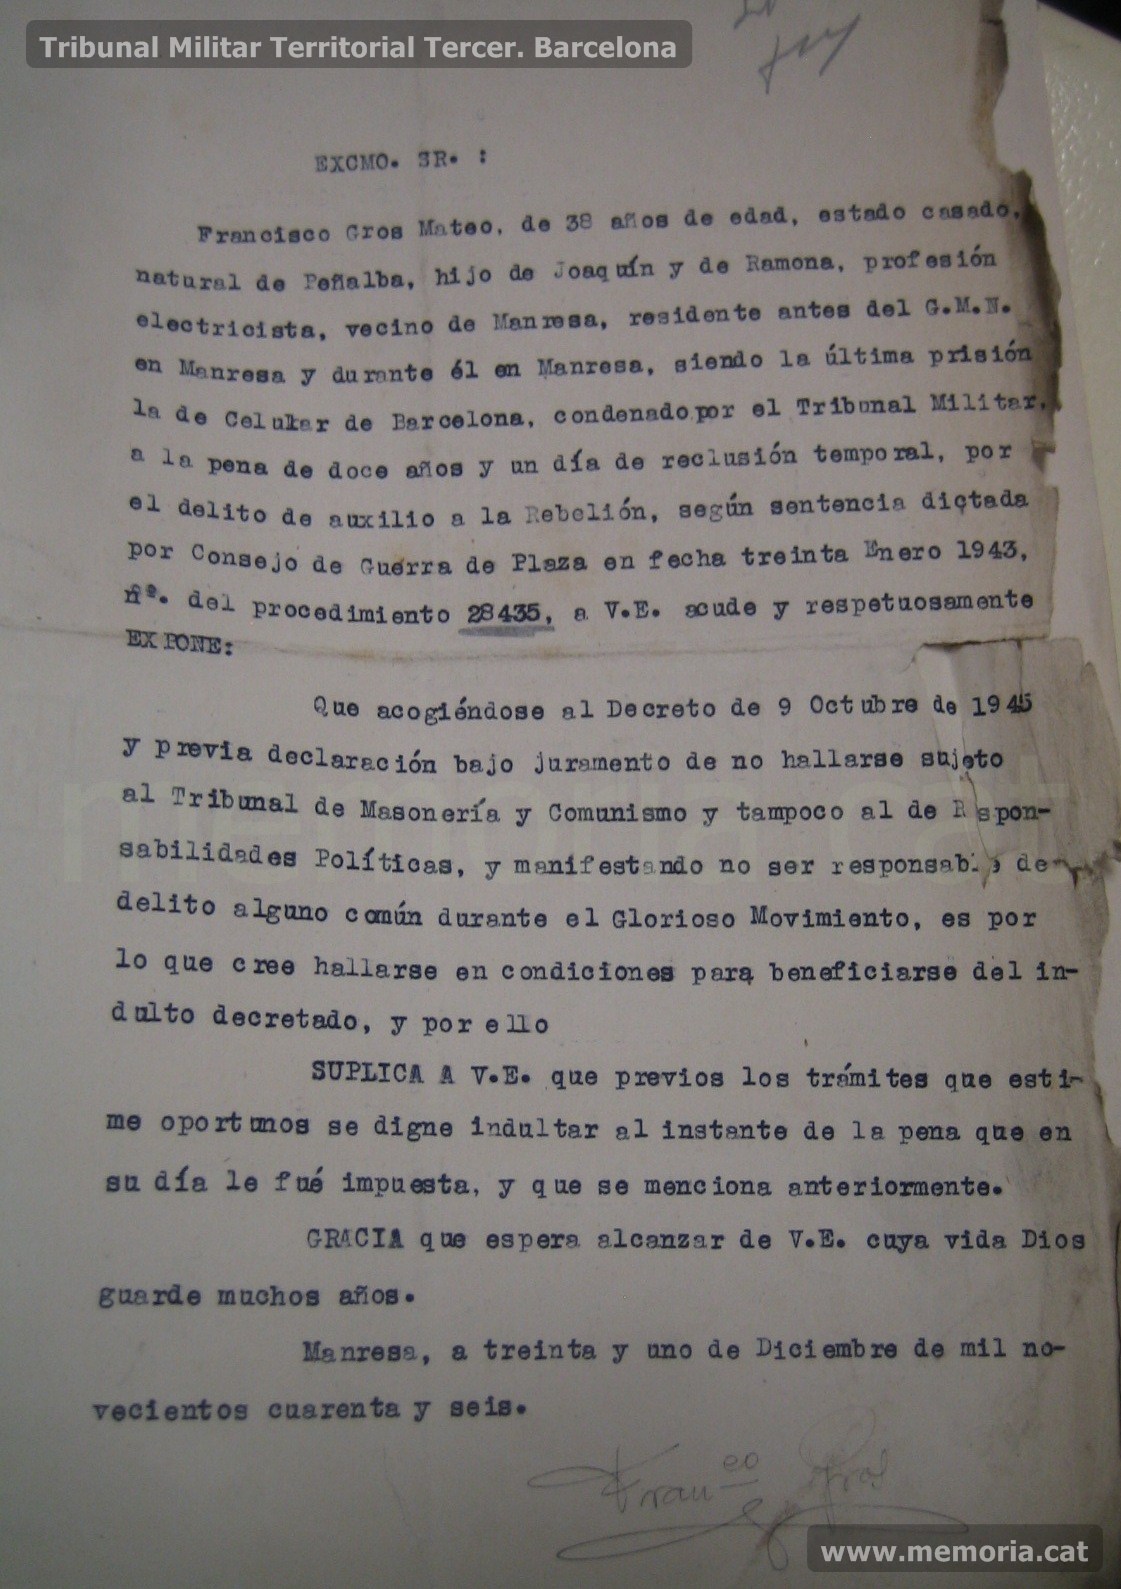 Tribunal Militar Territorial Tercer. Barcelona
EXCMO. SR. :
Francisco Gros Mateo, de 38 años de edad, estado casado,
natural de Peñalba, hijo de Joaquín y de Ramona, profesión
electricista, vecino de Manresa, residente antes del G.M.N.
en Manresa y durante él en Manresa, siendo la última prisión
la de Celular de Barcelona, condenado por el Tribunal Militar,
a la pena de doce años y un día de reclusión temporal, por
el delito de auxilio a la Rebelión, según sentencia dictada
por Consejo de Guerra de Plaza en fecha treinta Enero 1943,
nº. del procedimiento 28435, a V.E. acude y respetuosamente
EXPONE:
Que acogiéndose al Decreto de 9 Octubre de 1945
y previa declaración bajo juramento de no hallarse sujeto
al Tribunal de Masonería y Comunismo y tampoco al de Respon-
sabilidades Políticas, y manifestando no ser responsable de
delito alguno común durante el Glorioso Movimiento, es por
lo que cree hallarse en condiciones para beneficiarse del in-
dulto decretado, y por ello
SUPLICA A V.E. que previos los trámites que esti-
me oportunos se digne indultar al instante de la pena que en
su día le fué impuesta, y que se menciona anteriormente.
GRACIA que espera alcanzar de V.E. cuya vida Dios
guarde muchos años.
Manresa, a treinta y uno de Diciembre de mil no-
vecientos cuarenta y seis.
Fran<sup>co</sup> Gros
www.memoria.cat